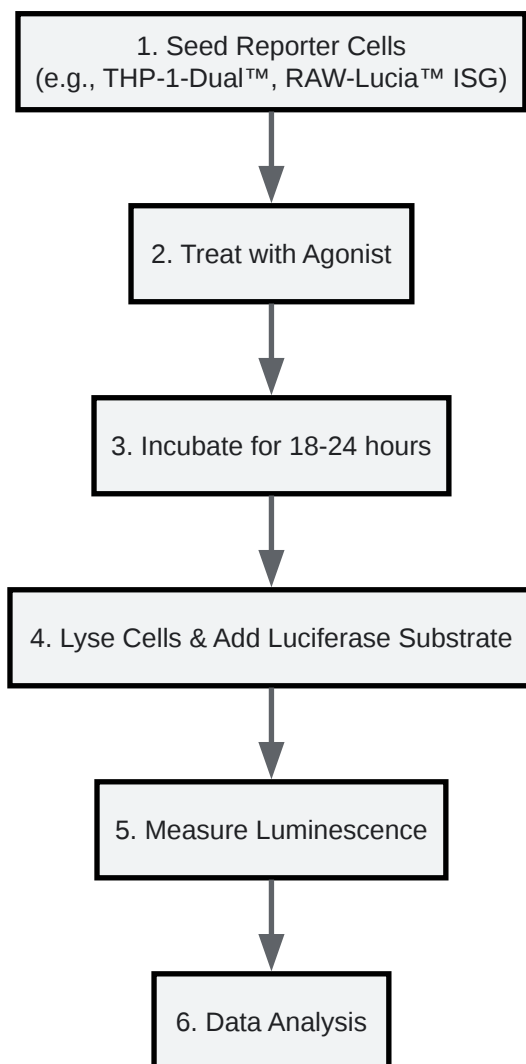 1. Seed Reporter Cells
(e.g., THP-1-Dual™, RAW-Lucia™ ISG)
2. Treat with Agonist
3. Incubate for 18-24 hours
4. Lyse Cells & Add Luciferase Substrate
5. Measure Luminescence
6. Data Analysis